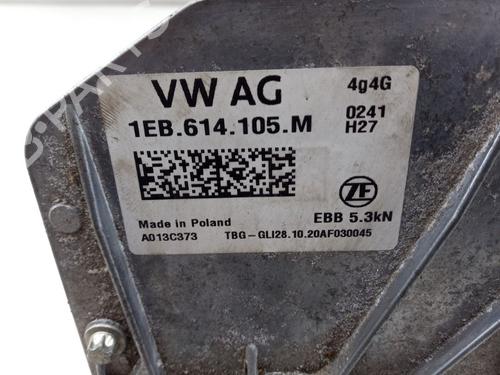 VW AG
4g4G
1EB.614.105.M
0241
H27
ZF
Made in Poland
EBB 5.3kN
A013C373
TBG-GLI28.10.20AF030045